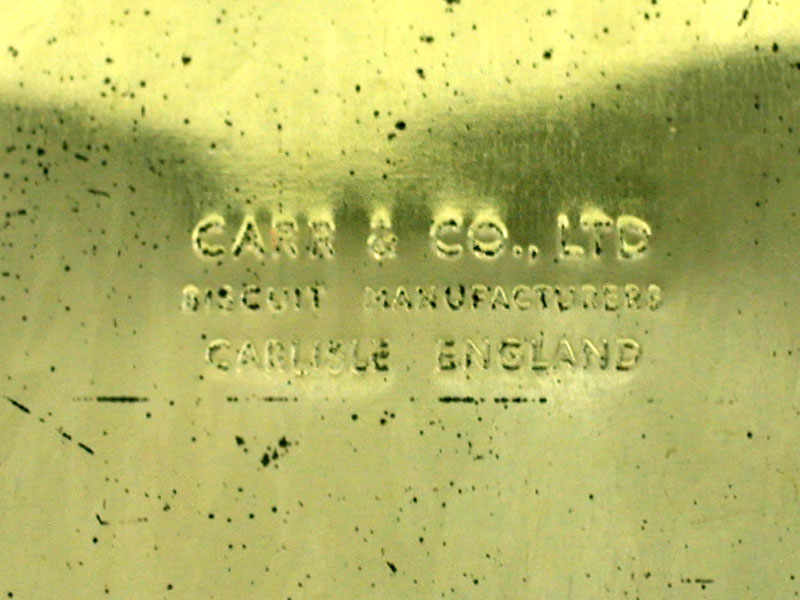 CARR & CO., LTD
BISCUIT MANUFACTURERS
CARLISLE ENGLAND